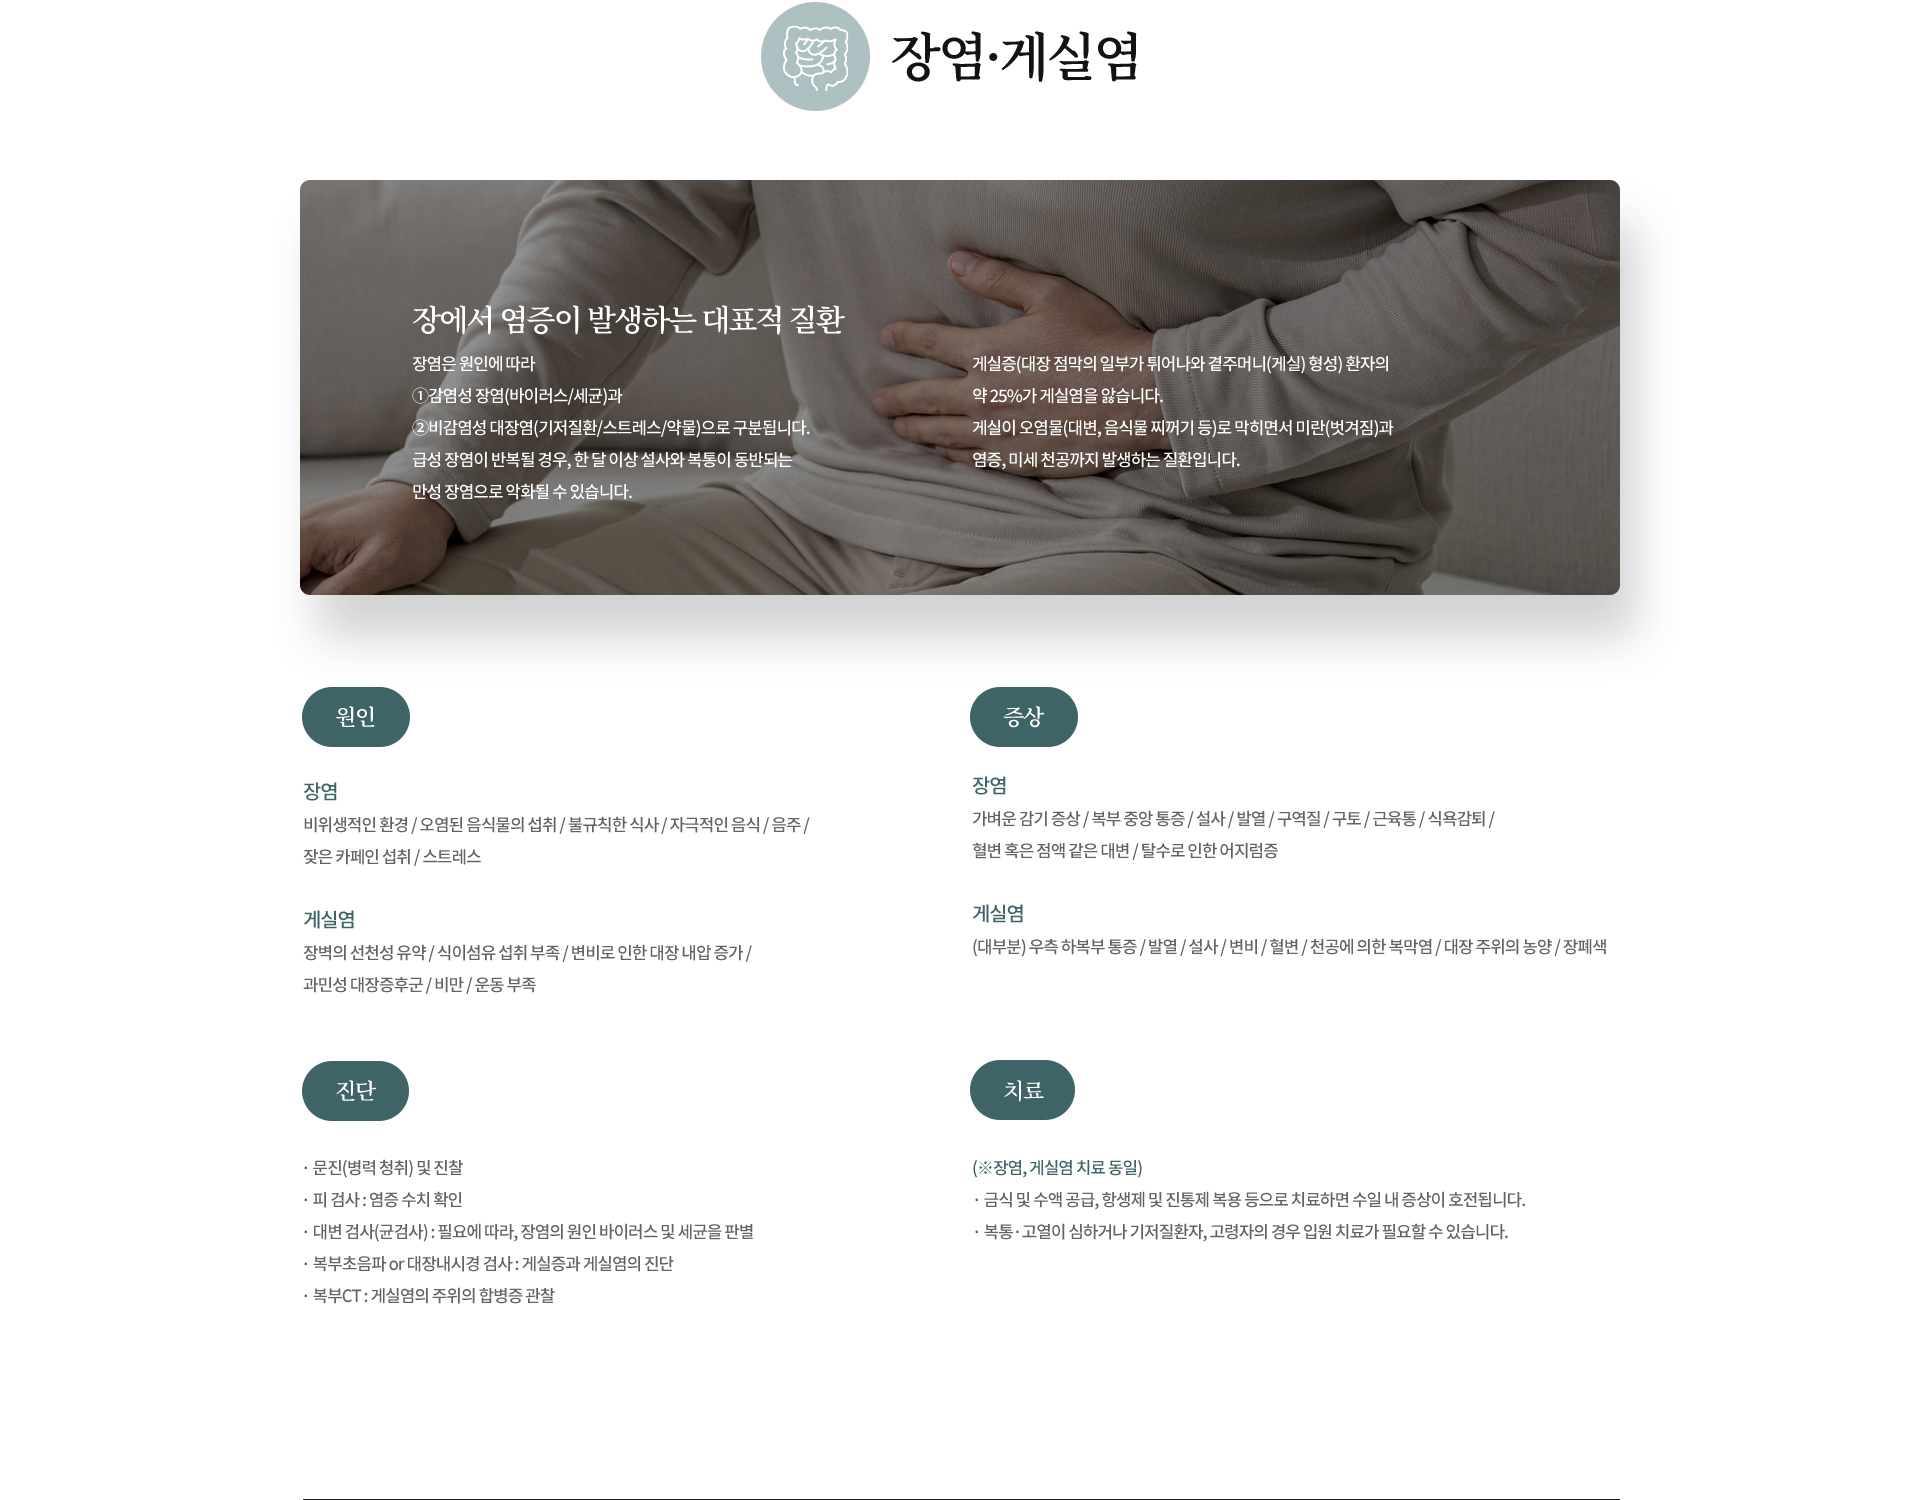 장염·게실염
장에서 염증이 발생하는 대표적 질환
장염은 원인에 따라
①감염성 장염(바이러스/세균)과
②비감염성 대장염(기저질환/스트레스/약물)으로 구분됩니다.
급성 장염이 반복될 경우, 한 달 이상 설사와 복통이 동반되는
만성 장염으로 악화될 수 있습니다.
게실증(대장 점막의 일부가 튀어나와 곁주머니(게실) 형성) 환자의
약 25%가 게실염을 앓습니다.
게실이 오염물(대변, 음식물 찌꺼기 등)로 막히면서 미란(벗겨짐)과
염증, 미세 천공까지 발생하는 질환입니다.
원인
장염
비위생적인 환경 / 오염된 음식물의 섭취 / 불규칙한 식사 / 자극적인 음식 / 음주 /
잦은 카페인 섭취 / 스트레스
게실염
장벽의 선천성 유약 / 식이섬유 섭취 부족 / 변비로 인한 대장 내압 증가 /
과민성 대장증후군 / 비만 / 운동 부족
증상
장염
가벼운 감기 증상 / 복부 중앙 통증 / 설사 / 발열 / 구역질 / 구토 / 근육통 / 식욕감퇴 /
혈변 혹은 점액 같은 대변 / 탈수로 인한 어지럼증
게실염
(대부분) 우측 하복부 통증 / 발열 / 설사 / 변비 / 혈변 / 천공에 의한 복막염 / 대장 주위의 농양 / 장폐색
진단
· 문진(병력 청취) 및 진찰
· 피 검사 : 염증 수치 확인
· 대변 검사(균검사) : 필요에 따라, 장염의 원인 바이러스 및 세균을 판별
· 복부초음파 or 대장내시경 검사 : 게실증과 게실염의 진단
· 복부CT : 게실염의 주위의 합병증 관찰
치료
(※장염, 게실염 치료 동일)
· 금식 및 수액 공급, 항생제 및 진통제 복용 등으로 치료하면 수일 내 증상이 호전됩니다.
· 복통·고열이 심하거나 기저질환자, 고령자의 경우 입원 치료가 필요할 수 있습니다.